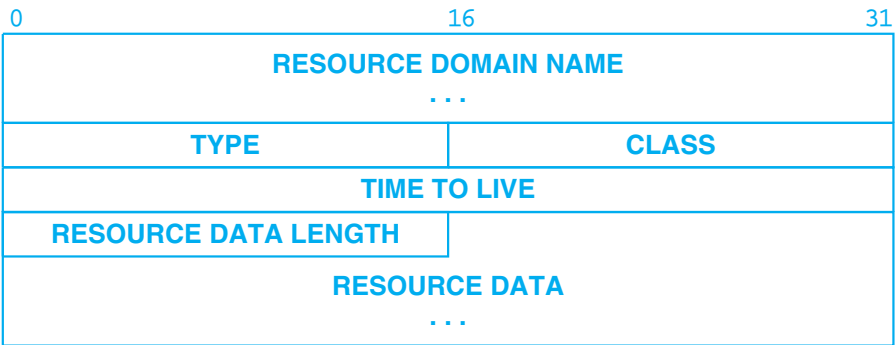 0 16 31
RESOURCE DOMAIN NAME
. . .
TYPE CLASS
TIME TO LIVE
RESOURCE DATA LENGTH
RESOURCE DATA
. . .